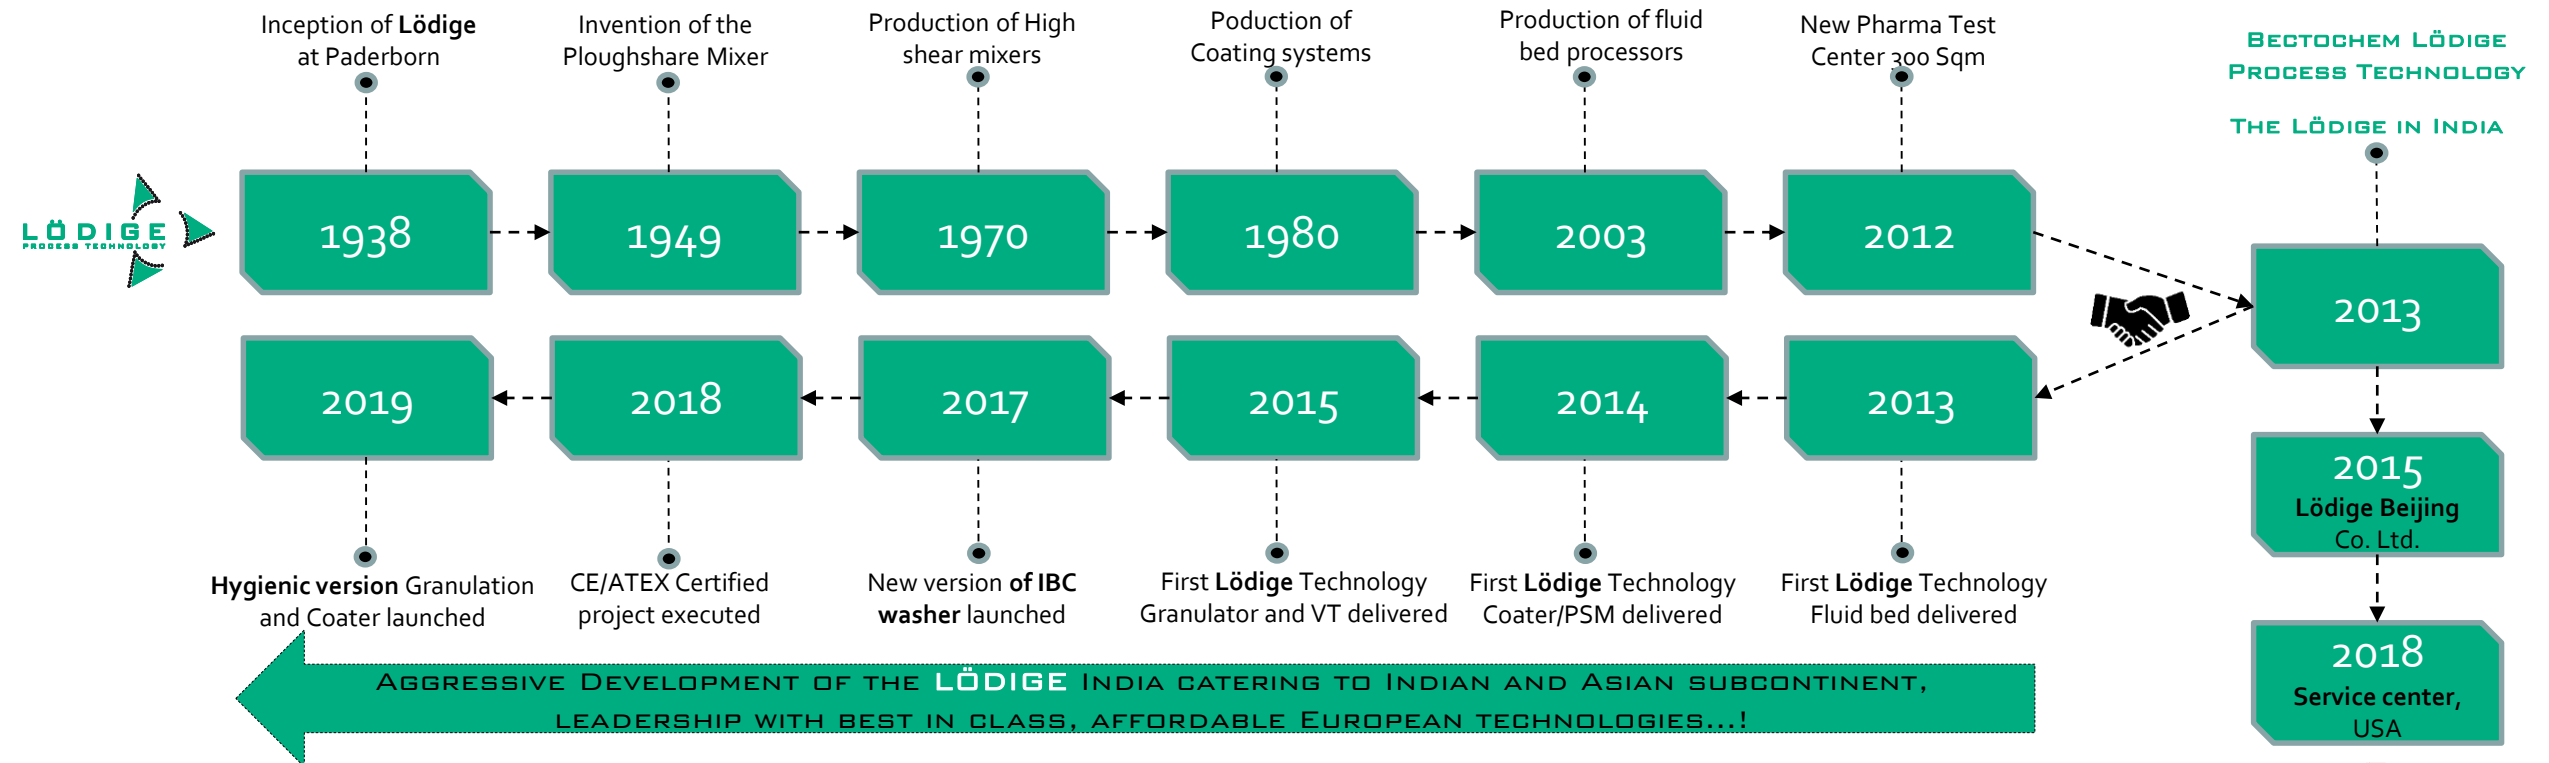 Inception of Lödige
at Paderborn
Invention of the
Ploughshare Mixer
Production of High
shear mixers
Poduction of
Coating systems
Production of fluid
bed processors
New Pharma Test
Center 300 Sqm
Bectochem Lödige
Process Technology
The Lödige in India
LÖDIGE
PROCESS TECHNOLOGY
1938
1949
1970
1980
2003
2012
2013
2019
2018
2017
2015
2014
2013
Hygienic version Granulation
and Coater launched
CE/ATEX Certified
project executed
New version of IBC
washer launched
First Lödige Technology
Granulator and VT delivered
First Lödige Technology
Coater/PSM delivered
First Lödige Technology
Fluid bed delivered
2015
Lödige Beijing
Co. Ltd.
2018
Service center,
USA
Aggressive Development of the LÖDIGE India catering to Indian and Asian subcontinent,
leadership with best in class, affordable European technologies...!